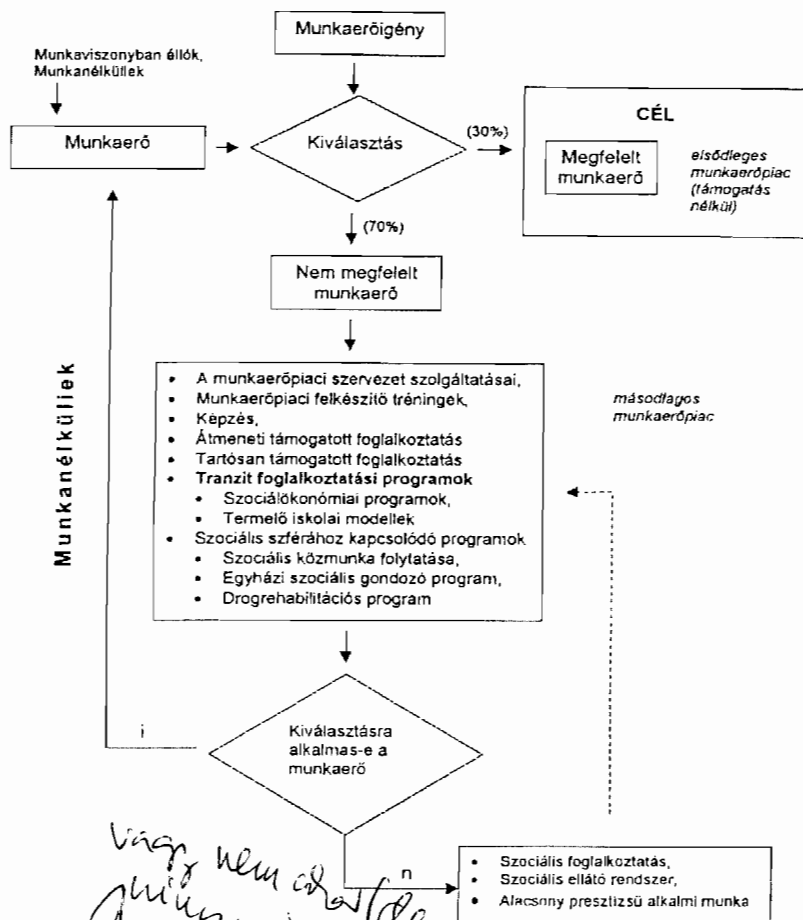 Munkaerőigény
Munkaviszonyban állók,
Munkanélküliek
Munkaerő
Kiválasztás
(30%)
CÉL
Megfelelt
munkaerő
elsődleges
munkaerőpiac
(támogatás
nélkül)
(70%)
Nem megfelelt
munkaerő
Munkanélküliek
• A munkaerőpiaci szervezet szolgáltatásai,
• Munkaerőpiaci felkészítő tréningek,
• Képzés,
• Átmeneti támogatott foglalkoztatás
• Tartósan támogatott foglalkoztatás
• Tranzit foglalkoztatási programok
• Szociálökonómiai programok,
• Termelő iskolai modellek
• Szociális szférához kapcsolódó programok
• Szociális közmunka folytatása,
• Egyházi szociális gondozó program,
• Drogrehabilitációs program
másodlagos
munkaerőpiac
Kiválasztásra
alkalmas-e a
munkaerő
i
n
vagy nem
• Szociális foglalkoztatás,
• Szociális ellátó rendszer,
• Alacsony presztizsű alkalmi munka